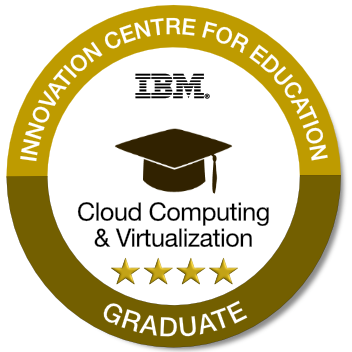 INNOVATION CENTRE FOR EDUCATION
IBM®
Cloud Computing
& Virtualization
GRADUATE